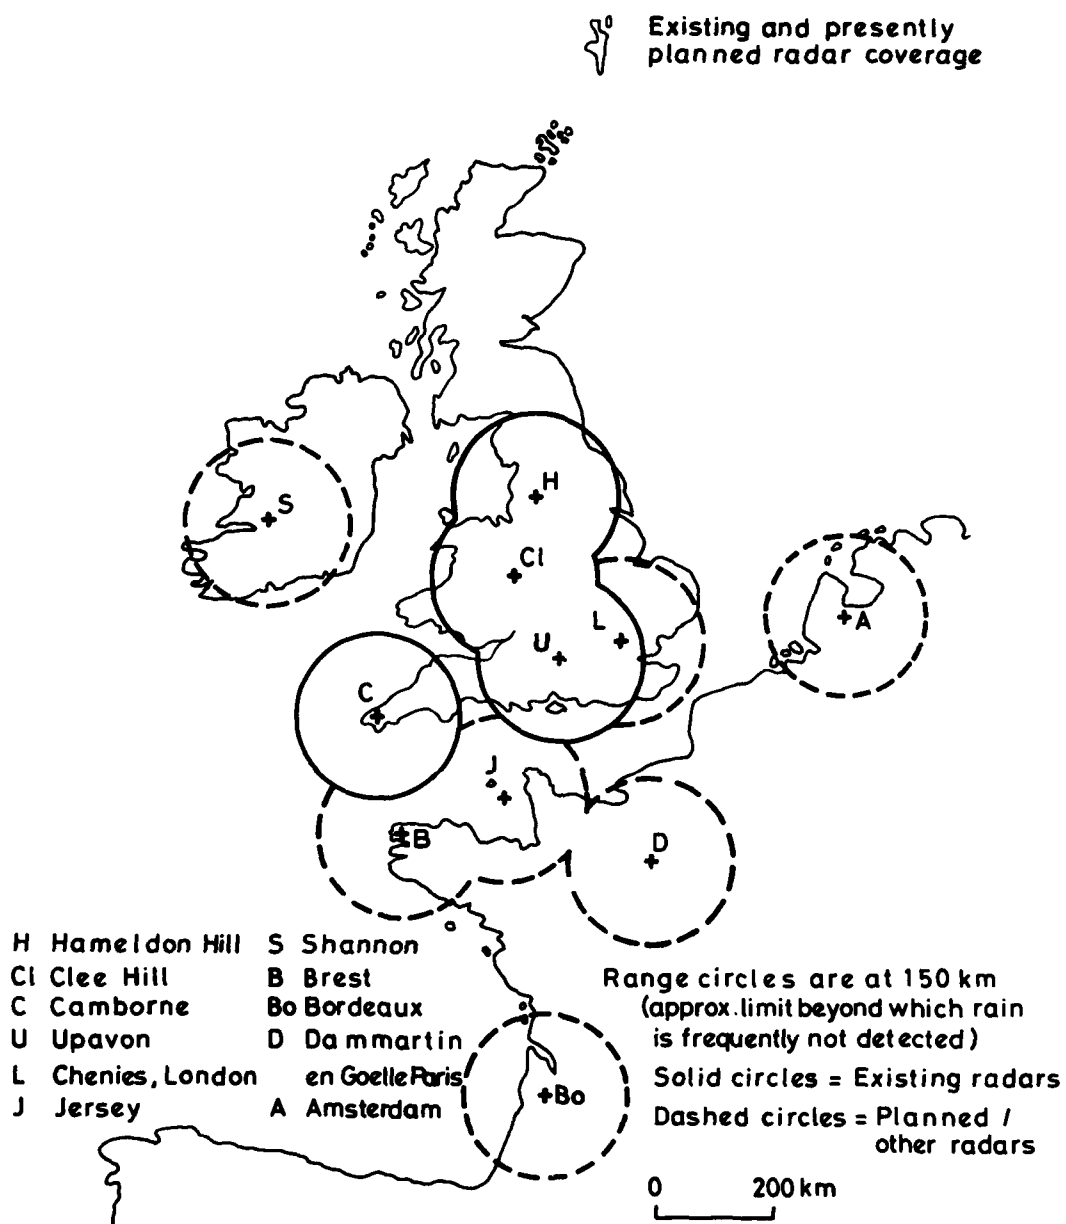 Existing and presently
planned radar coverage
H
S
Cl
L
A
U
C
J
B
D
H Hameldon Hill S Shannon
Cl Clee Hill B Brest
C Camborne Bo Bordeaux
U Upavon D Dammartin
L Chenies, London en Goelle Paris
J Jersey A Amsterdam
Range circles are at 150 km
(approx. limit beyond which rain
is frequently not detected)
Solid circles = Existing radars
Dashed circles = Planned /
other radars
Bo
0 200 km